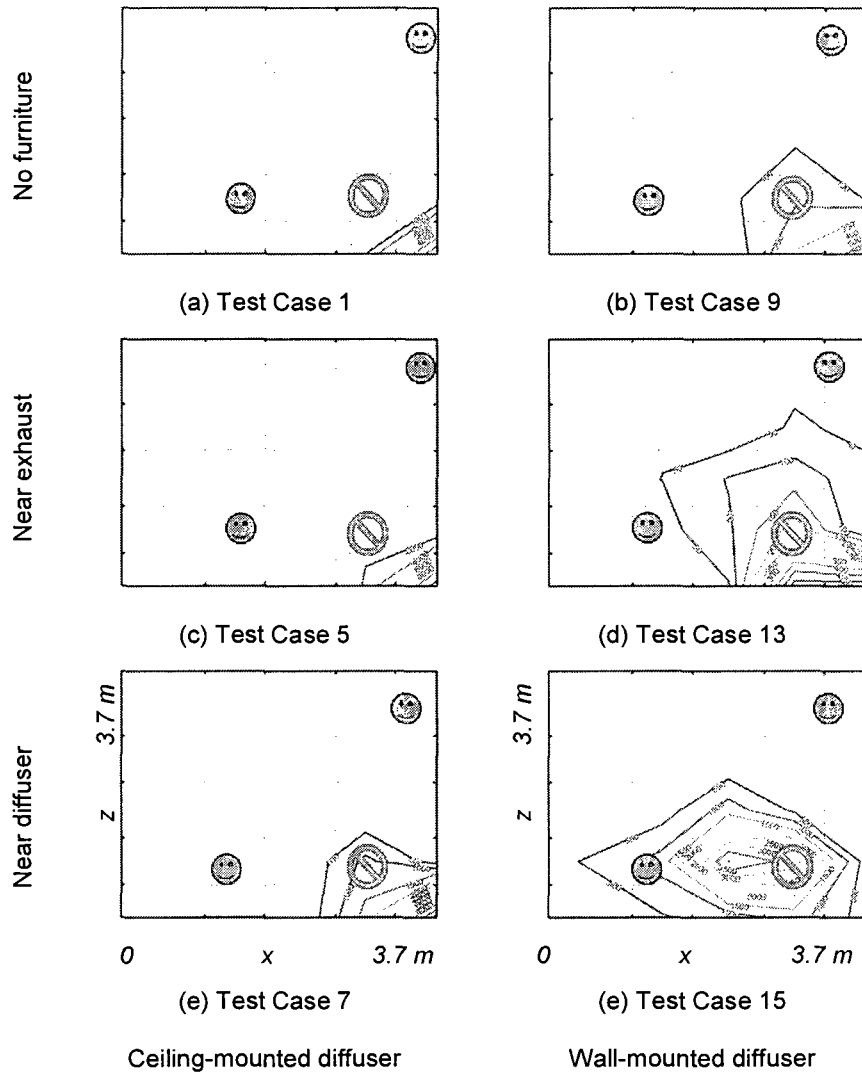 No furniture
(a) Test Case 1
(b) Test Case 9
Near exhaust
(c) Test Case 5
(d) Test Case 13
Near diffuser
z 3.7 m
z 3.7 m
0 x 3.7 m
0 x 3.7 m
(e) Test Case 7
(e) Test Case 15
Ceiling-mounted diffuser
Wall-mounted diffuser